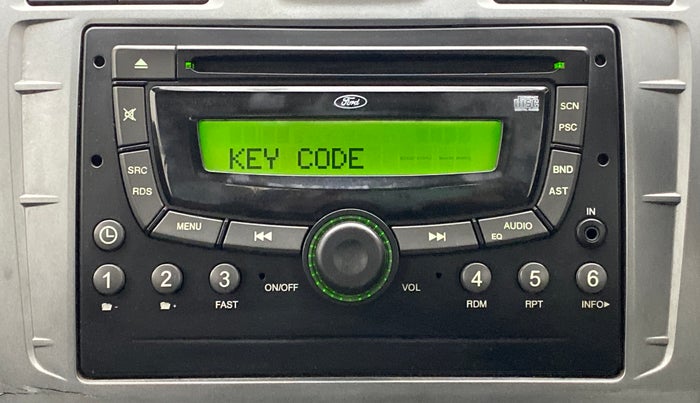 Ford
disc
SCN
PSC
KEY CODE
SRC
RDS
BND
AST
MENU
AUDIO
EQ
IN
1
2
3
4
5
6
-
+
FAST
ON/OFF
VOL
RDM
RPT
INFO▶